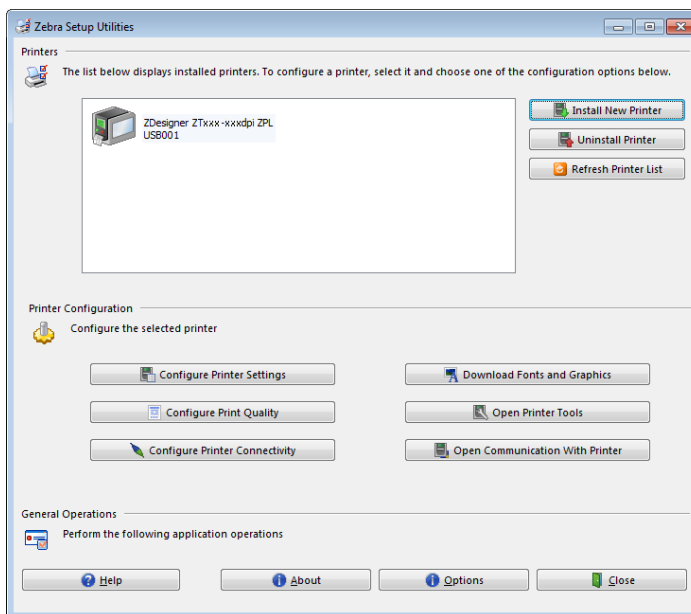 Zebra Setup Utilities
Printers
The list below displays installed printers. To configure a printer, select it and choose one of the configuration options below.
ZDesigner ZTxxx-xxxdpi ZPL
USB001
Install New Printer
Uninstall Printer
Refresh Printer List
Printer Configuration
Configure the selected printer
Configure Printer Settings
Download Fonts and Graphics
Configure Print Quality
Open Printer Tools
Configure Printer Connectivity
Open Communication With Printer
General Operations
Perform the following application operations
Help
About
Options
Close